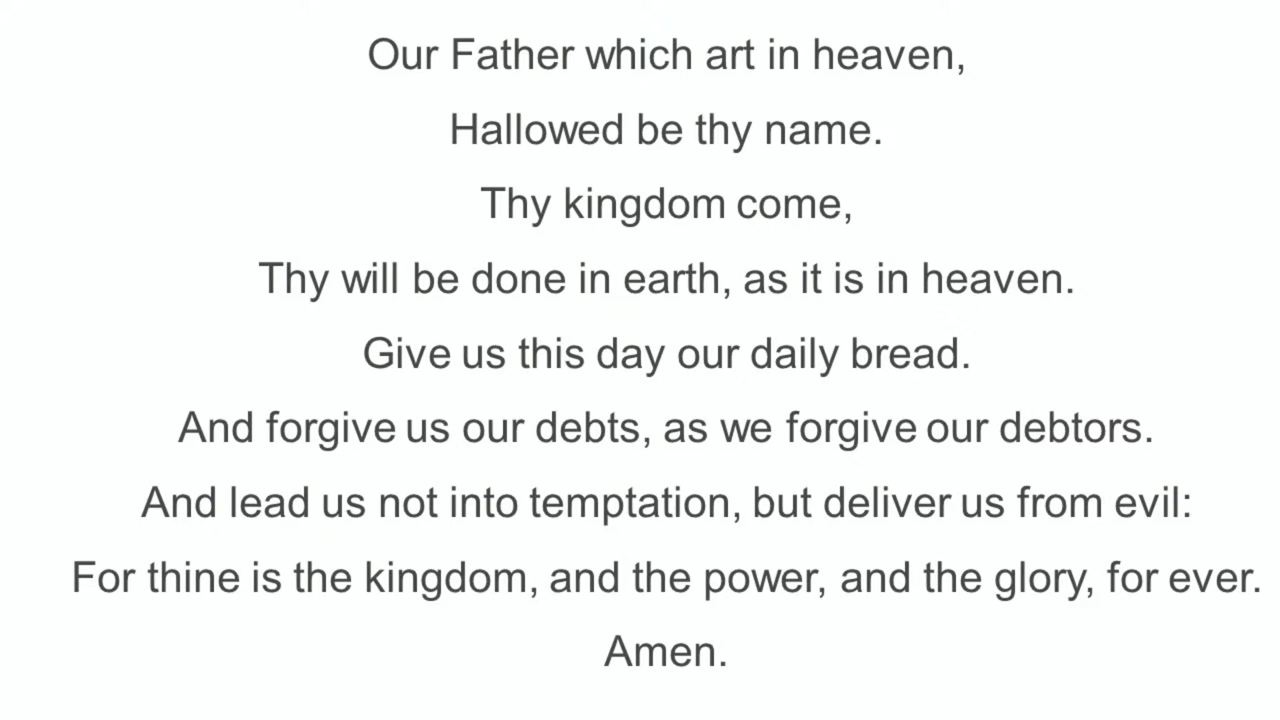 Our Father which art in heaven,
Hallowed be thy name.
Thy kingdom come,
Thy will be done in earth, as it is in heaven.
Give us this day our daily bread.
And forgive us our debts, as we forgive our debtors.
And lead us not into temptation, but deliver us from evil:
For thine is the kingdom, and the power, and the glory, for ever.
Amen.